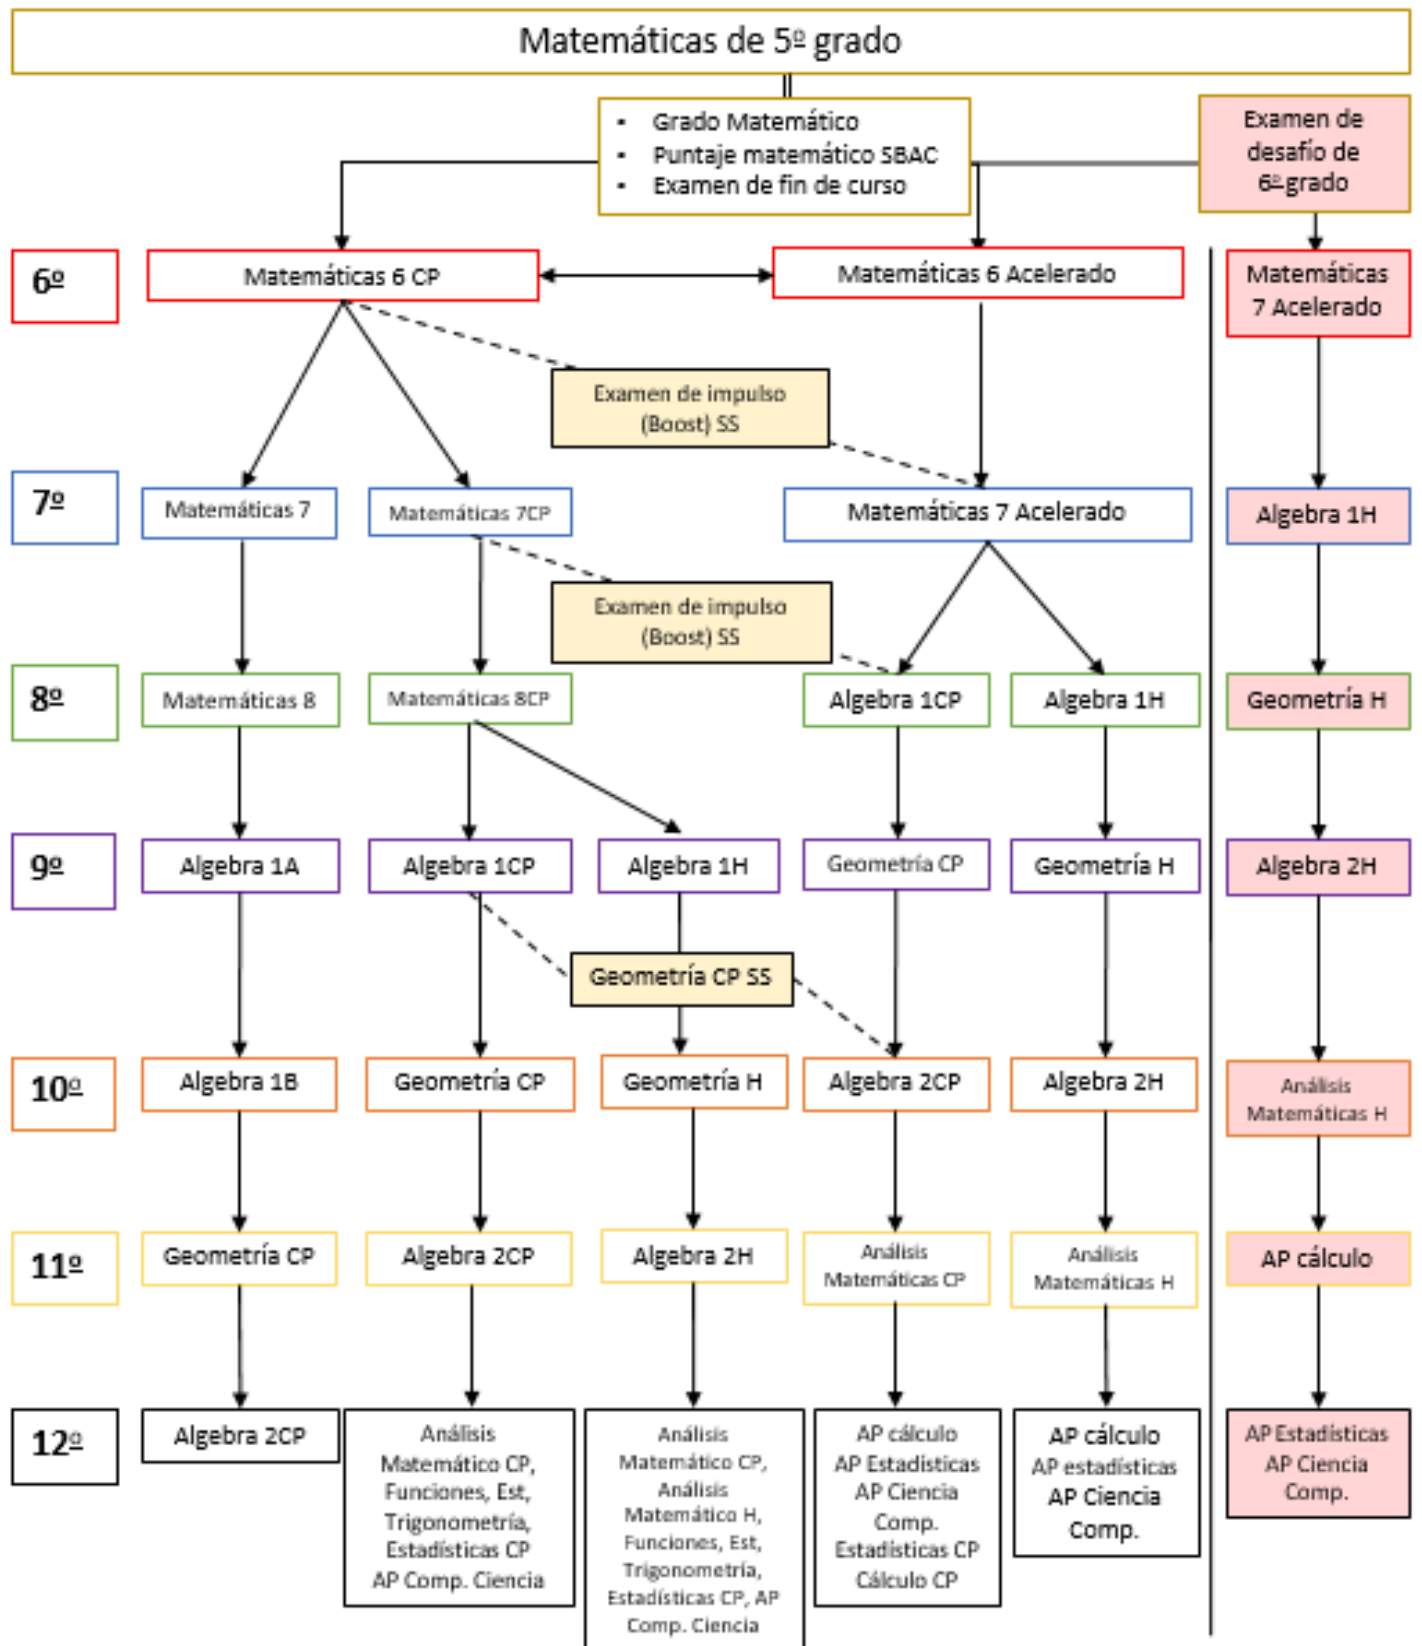 Matemáticas de 5º grado
▪ Grado Matemático
▪ Puntaje matemático SBAC
▪ Examen de fin de curso
Examen de
desafío de
6º grado
6º
Matemáticas 6 CP
Matemáticas 6 Acelerado
Matemáticas
7 Acelerado
Examen de impulso
(Boost) SS
7º
Matemáticas 7
Matemáticas 7CP
Matemáticas 7 Acelerado
Algebra 1H
Examen de impulso
(Boost) SS
8º
Matemáticas 8
Matemáticas 8CP
Algebra 1CP
Algebra 1H
Geometría H
9º
Algebra 1A
Algebra 1CP
Algebra 1H
Geometría CP
Geometría H
Algebra 2H
Geometría CP SS
10º
Algebra 1B
Geometría CP
Geometría H
Algebra 2CP
Algebra 2H
Análisis
Matemáticas H
11º
Geometría CP
Algebra 2CP
Algebra 2H
Análisis
Matemáticas CP
Análisis
Matemáticas H
AP cálculo
12º
Algebra 2CP
Análisis
Matemático CP,
Funciones, Est,
Trigonometría,
Estadísticas CP
AP Comp. Ciencia
Análisis
Matemático CP,
Análisis
Matemático H,
Funciones, Est,
Trigonometría,
Estadísticas CP, AP
Comp. Ciencia
AP cálculo
AP Estadísticas
AP Ciencia
Comp.
Estadísticas CP
Cálculo CP
AP cálculo
AP estadísticas
AP Ciencia
Comp.
AP Estadísticas
AP Ciencia
Comp.